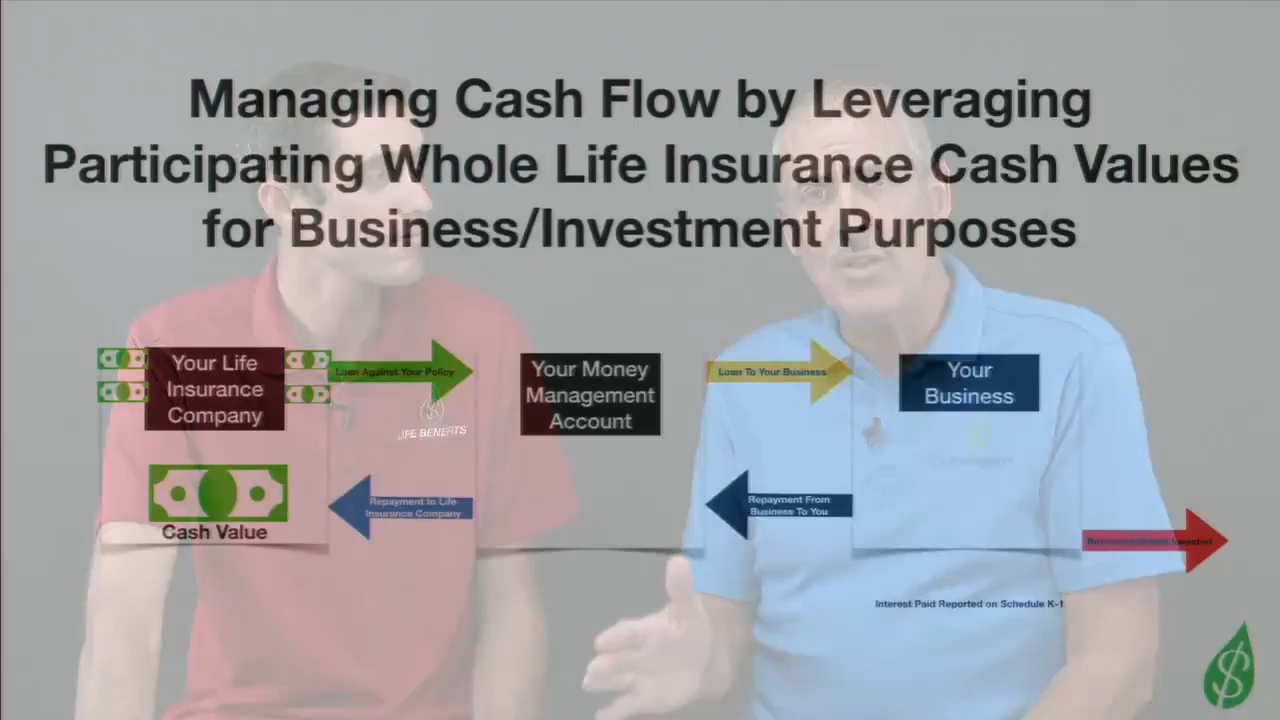 Managing Cash Flow by Leveraging
Participating Whole Life Insurance Cash Values
for Business/Investment Purposes
Your Life
Insurance
Company
Loan Against Your Policy
Your Money
Management
Account
Loan To Your Business
Your
Business
LIFE BENEFITS
Cash Value
Repayment to Life
Insurance Company
Repayment From
Business To You
Invested
Interest Paid Reported on Schedule K-1